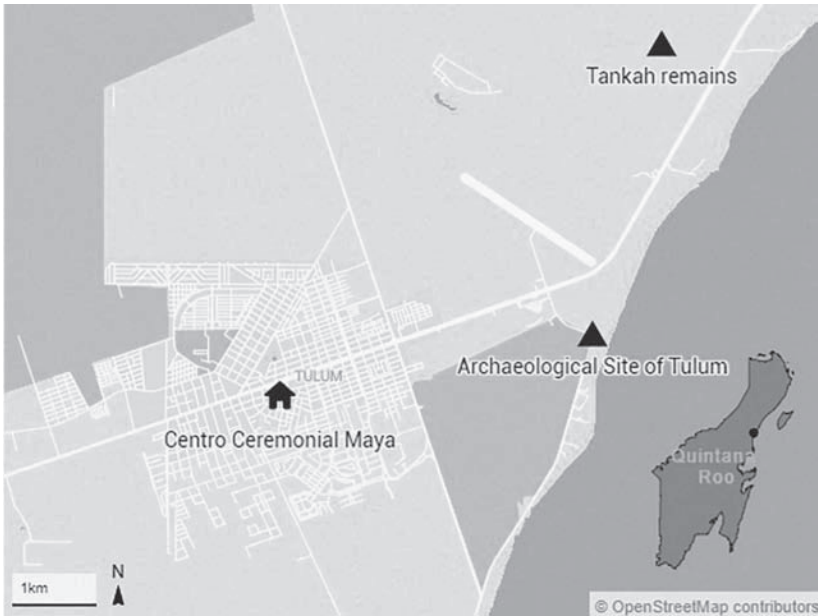 Tankah remains
Archaeological Site of Tulum
TULUM
Centro Ceremonial Maya
Quintana
Roo
1km
N
© OpenStreetMap contributors